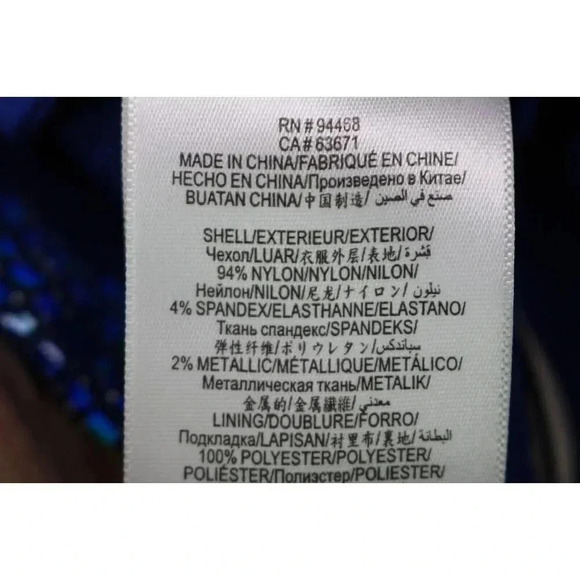 RN # 94468
CA# 63671
MADE IN CHINA/FABRIQUÉ EN CHINE/
HECHO EN CHINA/Произведено в Китае/
BUATAN CHINA/中国制造/ صنع في الصين/
SHELL/EXTERIEUR/EXTERIOR/
Чехол/LUAR/衣服外层/表地/ قشرة/
94% NYLON/NYLON/NILON/
Нейлон/NILON/尼龙/ナイロン/ نيلون/
4% SPANDEX/ELASTHANNE/ELASTANO/
Ткань спандекс/SPANDEKS/
弹性纤维/ポリウレタン/ سباندكس/
2% METALLIC/MÉTALLIQUE/METÁLICO/
Металлическая ткань/METALIK/
金属的/金属繊維/ معدني/
LINING/DOUBLURE/FORRO/
Подкладка/LAPISAN/衬里布/裏地/ البطانة/
100% POLYESTER/POLYESTER/
POLIÉSTER/Полиэстер/POLIESTER/